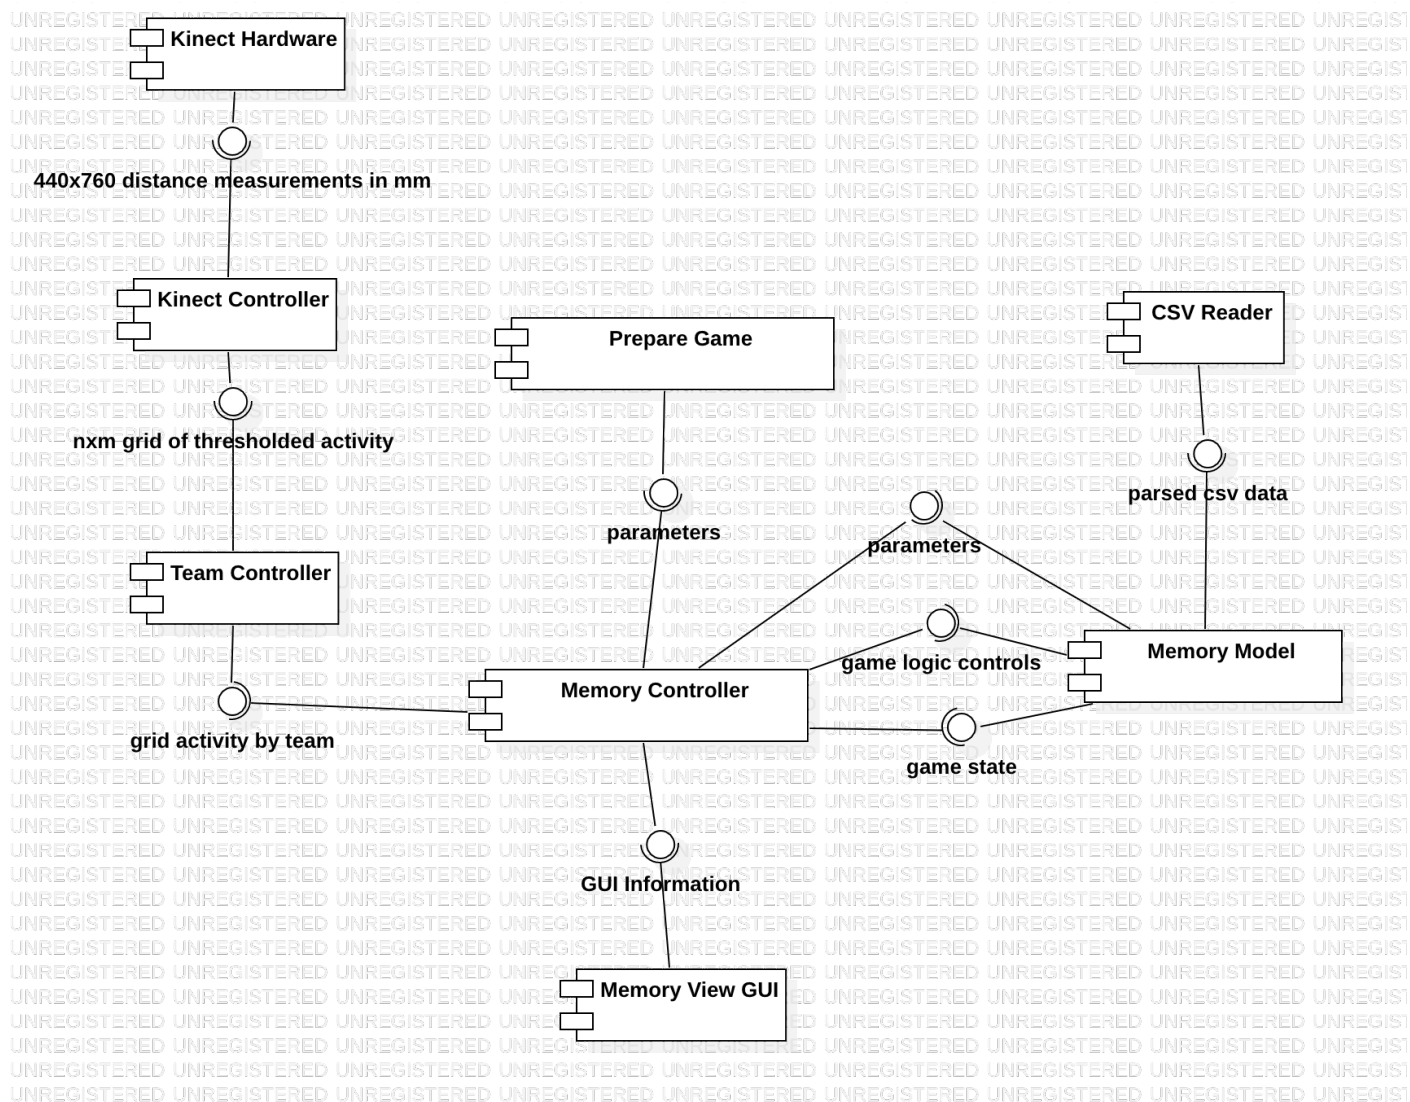 Kinect Hardware
440x760 distance measurements in mm
Kinect Controller
CSV Reader
Prepare Game
nxm grid of thresholded activity
parsed csv data
parameters
parameters
Team Controller
Memory Model
game logic controls
Memory Controller
grid activity by team
game state
GUI Information
Memory View GUI
UNREGISTERED